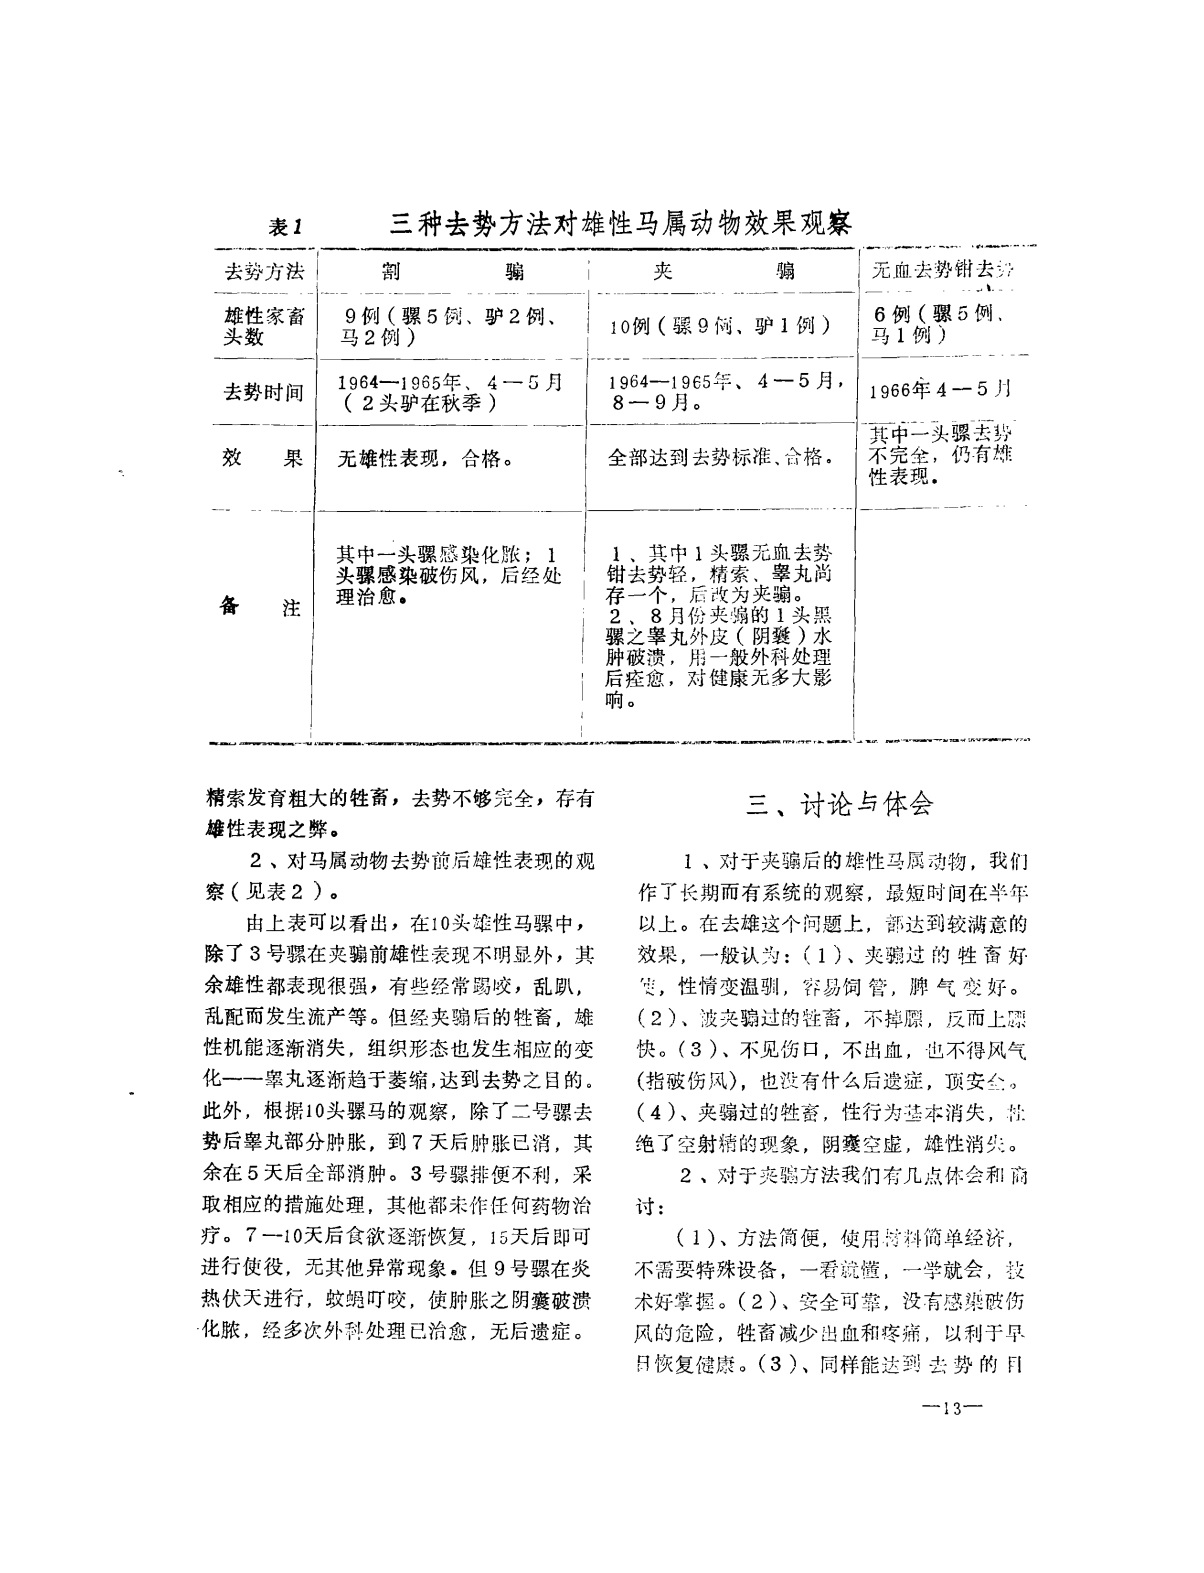 表1 三种去势方法对雄性马属动物效果观察
去势方法 割 骟 夹 骟 无血去势钳去势
雄性家畜
头数
9例(骡5例、驴2例、
马2例)
10例(骡9例、驴1例)
6例(骡5例、
马1例)
去势时间
1964—1965年、4—5月
(2头驴在秋季)
1964—1965年、4—5月,
8—9月。
1966年4—5月
效 果
无雄性表现,合格。
全部达到去势标准、合格。
其中一头骡去势
不完全,仍有雄
性表现。
备 注
其中一头骡感染化脓;1
头骡感染破伤风,后经处
理治愈。
1、其中1头骡无血去势
钳去势轻,精索、睾丸尚
存一个,后改为夹骟。
2、8月份夹骟的1头黑
骡之睾丸外皮(阴囊)水
肿破溃,用一般外科处理
后痊愈,对健康无多大影
响。
精索发育粗大的牲畜,去势不够完全,存有
雄性表现之弊。
2、对马属动物去势前后雄性表现的观
察(见表2)。
由上表可以看出,在10头雄性马骡中,
除了3号骡在夹骟前雄性表现不明显外,其
余雄性都表现很强,有些经常踢咬,乱趴,
乱配而发生流产等。但经夹骟后的牲畜,雄
性机能逐渐消失,组织形态也发生相应的变
化——睾丸逐渐趋于萎缩,达到去势之目的。
此外,根据10头骡马的观察,除了二号骡去
势后睾丸部分肿胀,到7天后肿胀已消,其
余在5天后全部消肿。3号骡排便不利,采
取相应的措施处理,其他都未作任何药物治
疗。7—10天后食欲逐渐恢复,15天后即可
进行使役,无其他异常现象。但9号骡在炎
热伏天进行,蚊蝇叮咬,使肿胀之阴囊破溃
化脓,经多次外科处理已治愈,无后遗症。
三、讨论与体会
1、对于夹骟后的雄性马属动物,我们
作了长期而有系统的观察,最短时间在半年
以上。在去雄这个问题上,都达到较满意的
效果,一般认为:(1)、夹骟过的牲畜好
使,性情变温驯,容易饲管,脾气变好。
(2)、被夹骟过的牲畜,不掉膘,反而上膘
快。(3)、不见伤口,不出血,也不得风气
(指破伤风),也没有什么后遗症,顶安全。
(4)、夹骟过的牲畜,性行为基本消失,杜
绝了空射精的现象,阴囊空虚,雄性消失。
2、对于夹骟方法我们有几点体会和商
讨:
(1)、方法简便,使用材料简单经济,
不需要特殊设备,一看就懂,一学就会,技
术好掌握。(2)、安全可靠,没有感染破伤
风的危险,牲畜减少出血和疼痛,以利于早
日恢复健康。(3)、同样能达到去势的目
—13—